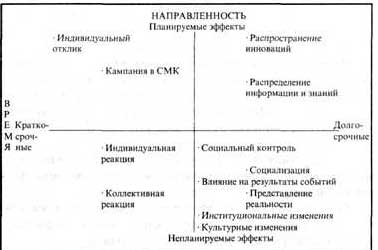 НАПРАВЛЕННОСТЬ
Планируемые эффекты
· Индивидуальный
отклик
· Распространение
инноваций
· Кампания в СМК
· Распределение
информации и знаний
В
Р
Е Кратко-
М сроч-
Я ные
Долго-
срочные
· Индивидуальная
реакция
· Социальный контроль
· Социализация
· Влияние на результаты событий
· Коллективная
реакция
· Представление
реальности
· Институциональные изменения
· Культурные изменения
Непланируемые эффекты